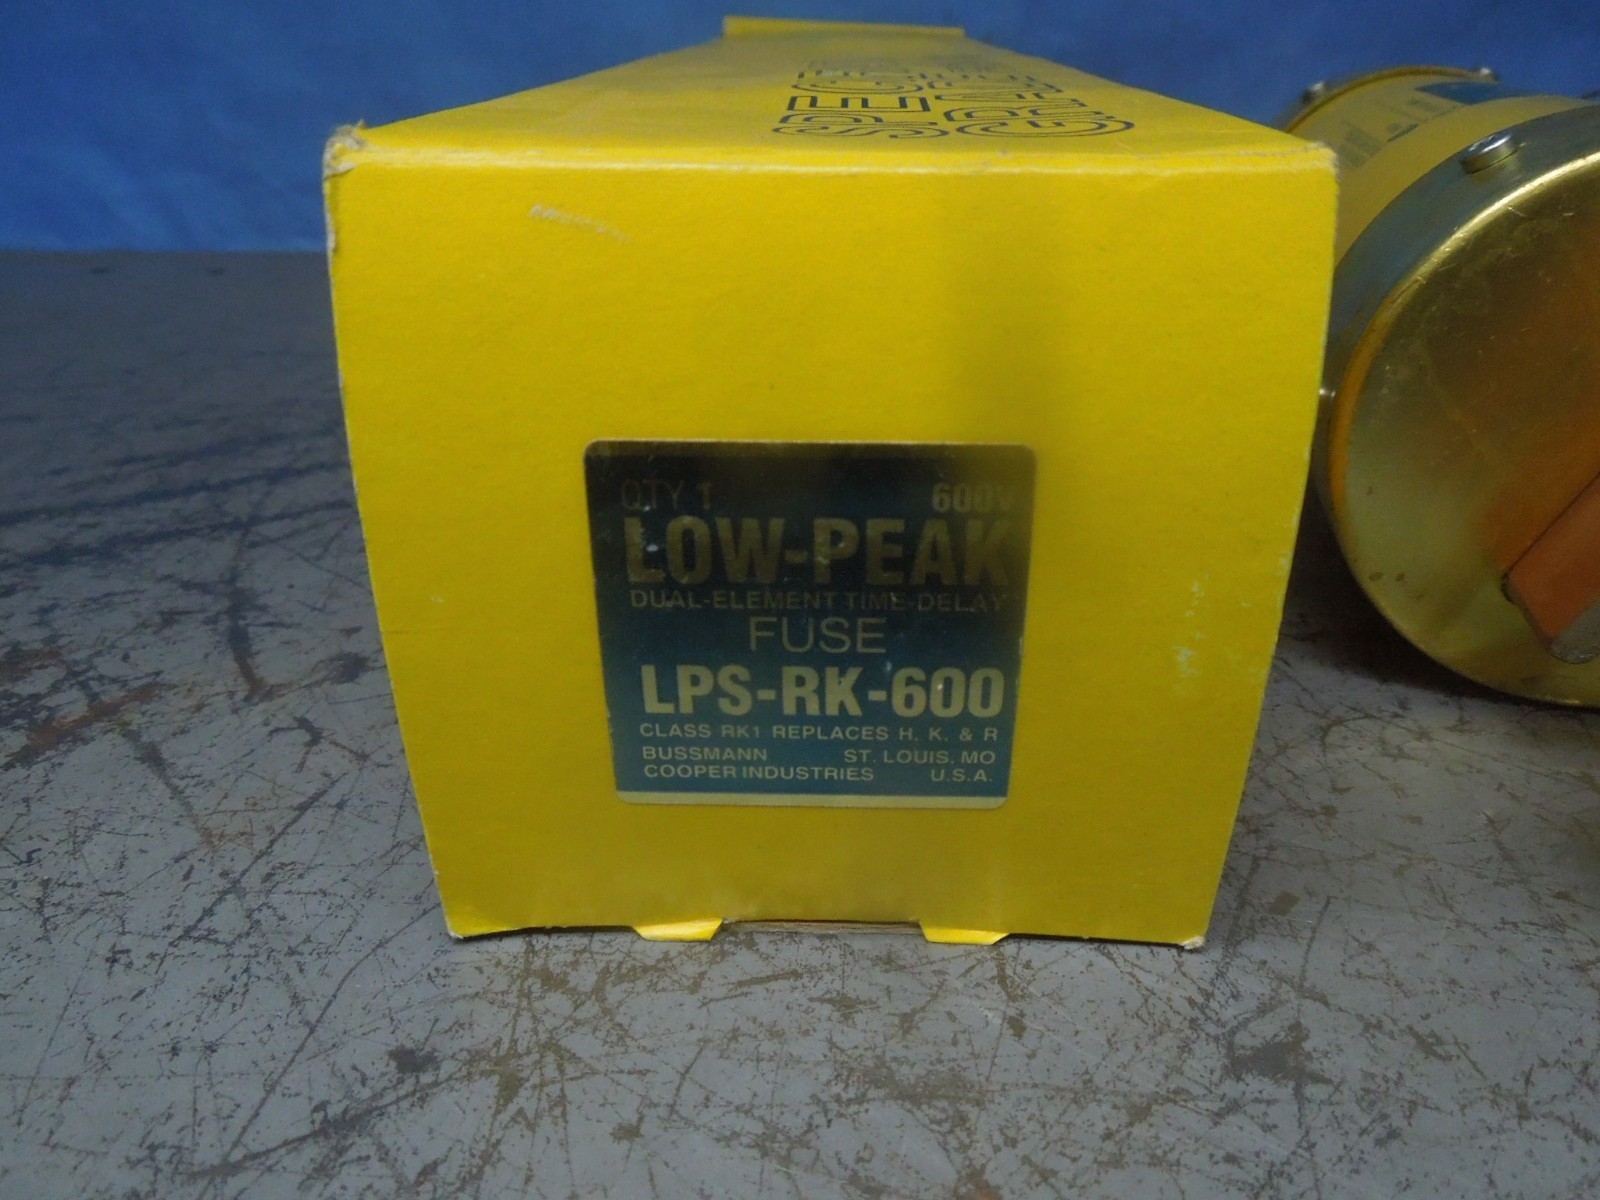 QTY 1 600V
LOW-PEAK
DUAL-ELEMENT TIME-DELAY
FUSE
LPS-RK-600
CLASS RK1 REPLACES H, K, & R
BUSSMANN ST. LOUIS, MO
COOPER INDUSTRIES U.S.A.